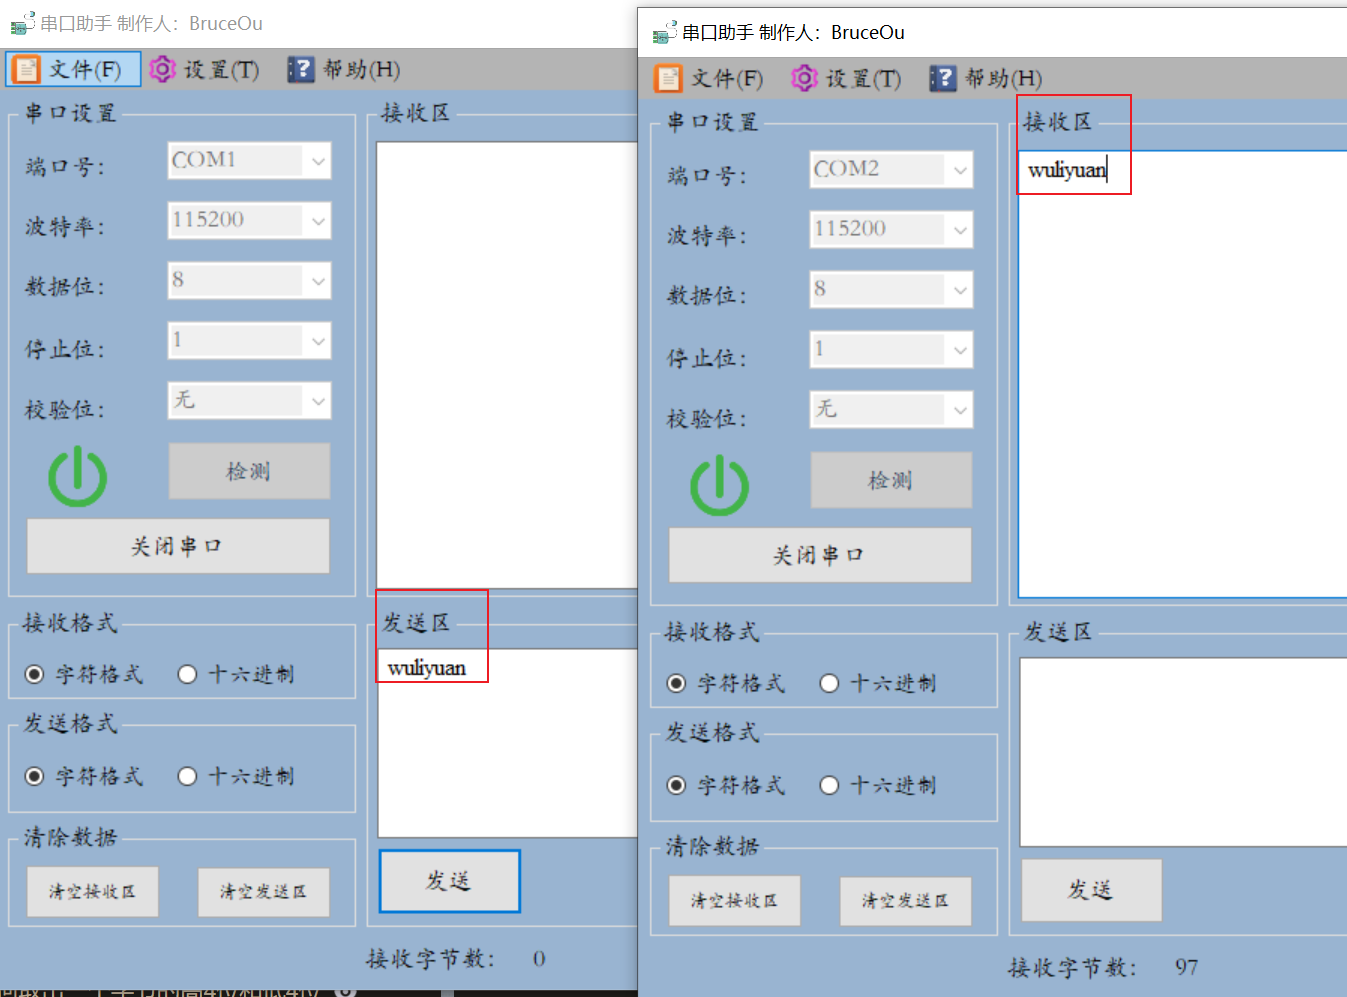 串口助手 制作人：BruceOu
文件(F) 设置(T) 帮助(H)
串口设置
端口号： COM1
波特率： 115200
数据位： 8
停止位： 1
校验位： 无
检测
关闭串口
接收格式
字符格式 十六进制
发送格式
字符格式 十六进制
清除数据
清空接收区 清空发送区
接收区
发送区
wuliyuan
发送
接收字节数： 0
串口助手 制作人：BruceOu
文件(F) 设置(T) 帮助(H)
串口设置
端口号： COM2
波特率： 115200
数据位： 8
停止位： 1
校验位： 无
检测
关闭串口
接收格式
字符格式 十六进制
发送格式
字符格式 十六进制
清除数据
清空接收区 清空发送区
接收区
wuliyuan
发送区
发送
接收字节数： 97